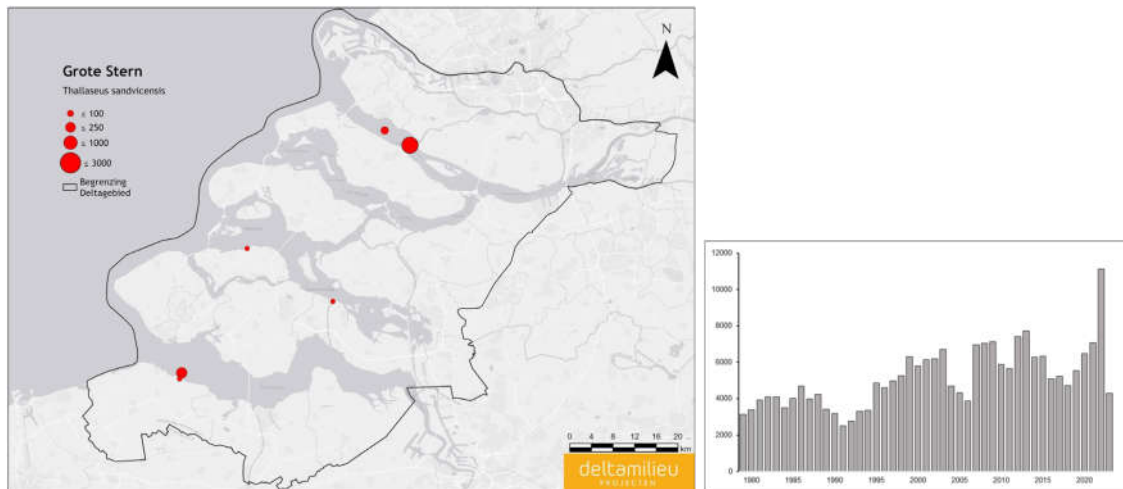 N
Grote Stern
Thallaseus sandvicensis
≤ 100
≤ 250
≤ 1000
≤ 3000
Begrenzing
Deltagebied
0 4 8 12 16 20
km
deltamilieu
PROJECTEN
12000
10000
8000
6000
4000
2000
0
1980 1985 1990 1995 2000 2005 2010 2015 2020